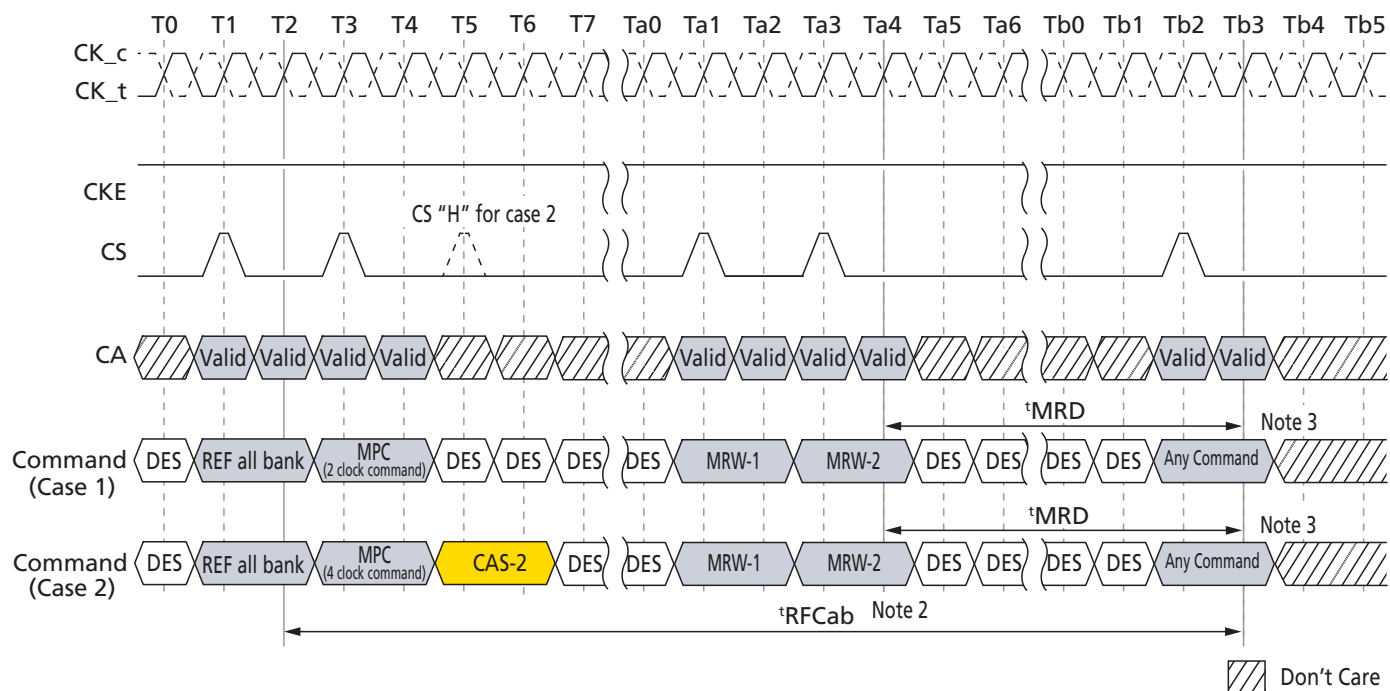 T0 T1 T2 T3 T4 T5 T6 T7 Ta0 Ta1 Ta2 Ta3 Ta4 Ta5 Ta6 Tb0 Tb1 Tb2 Tb3 Tb4 Tb5
CK_c
CK_t
CKE
CS "H" for case 2
CS
CA Valid Valid Valid Valid Valid Valid Valid Valid Valid Valid
tMRD Note 3
Command
(Case 1)
DES REF all bank MPC
(2 clock command)
DES DES DES DES MRW-1 MRW-2 DES DES DES DES Any Command
tMRD Note 3
Command
(Case 2)
DES REF all bank MPC
(4 clock command)
CAS-2 DES DES MRW-1 MRW-2 DES DES DES DES Any Command
tRFCab Note 2
Don't Care